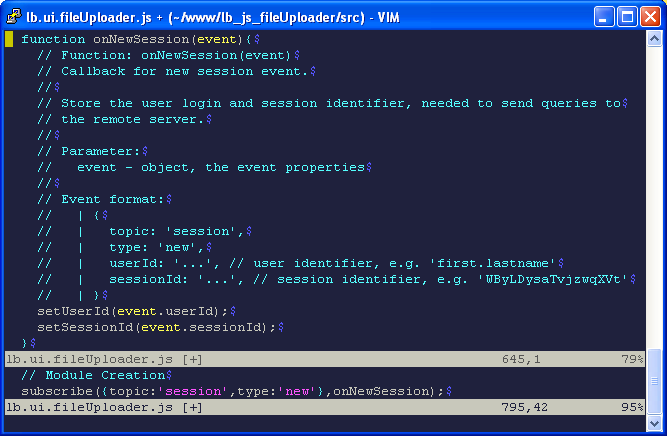 lb.ui.fileUploader.js + (~/www/lb_js_fileUploader/src) - VIM
function onNewSession(event){$
// Function: onNewSession(event)$
// Callback for new session event.$
//$
// Store the user login and session identifier, needed to send queries to$
// the remote server.$
//$
// Parameter:$
//   event - object, the event properties$
//$
// Event format:$
//   | {$
//   |   topic: 'session',$
//   |   type: 'new',$
//   |   userId: '...', // user identifier, e.g. 'first.lastname'$
//   |   sessionId: '...', // session identifier, e.g. 'WByLDysaTvjzwqXVt'$
//   | }$
setUserId(event.userId);$
setSessionId(event.sessionId);$
}$
lb.ui.fileUploader.js [+] 645,1 79%
// Module Creation$
subscribe({topic:'session',type:'new'},onNewSession);$
lb.ui.fileUploader.js [+] 795,42 95%